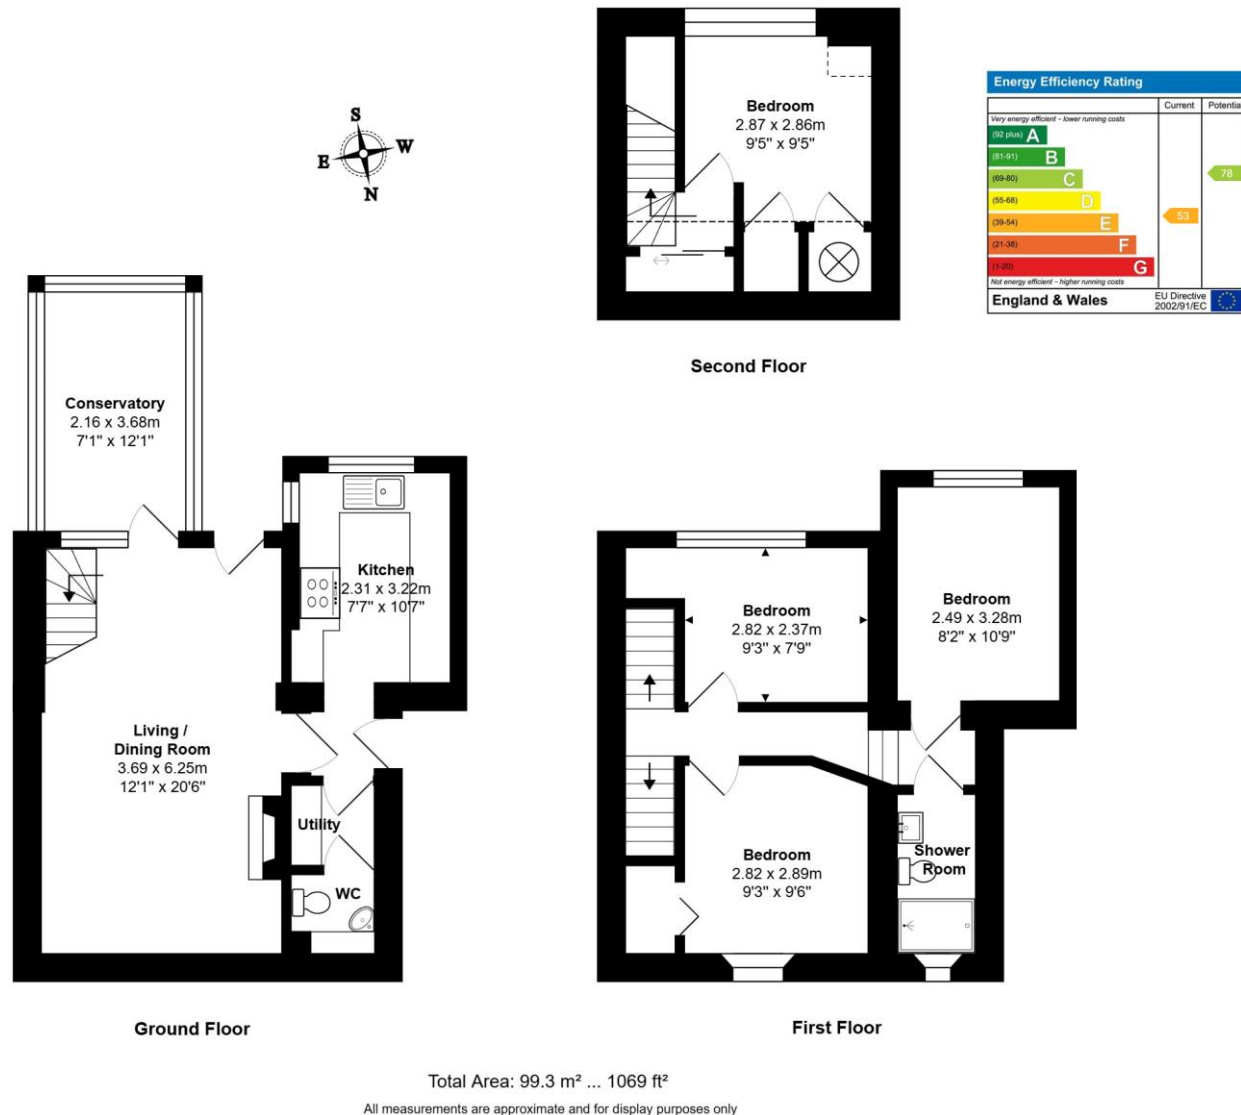 S
E
W
N
Bedroom
2.87 x 2.86m
9'5" x 9'5"
Second Floor
Energy Efficiency Rating
Current
Potentia
Very energy efficient - lower running costs
(92 plus) A
(81-91) B
(69-80) C
(55-68) D
(39-54) E
(21-38) F
(1-20) G
53
78
Not energy efficient - higher running costs
England & Wales
EU Directive
2002/91/EC
Conservatory
2.16 x 3.68m
7'1" x 12'1"
Kitchen
2.31 x 3.22m
7'7" x 10'7"
Living /
Dining Room
3.69 x 6.25m
12'1" x 20'6"
Utility
WC
Ground Floor
Bedroom
2.82 x 2.37m
9'3" x 7'9"
Bedroom
2.49 x 3.28m
8'2" x 10'9"
Bedroom
2.82 x 2.89m
9'3" x 9'6"
Shower
Room
First Floor
Total Area: 99.3 m² ... 1069 ft²
All measurements are approximate and for display purposes only